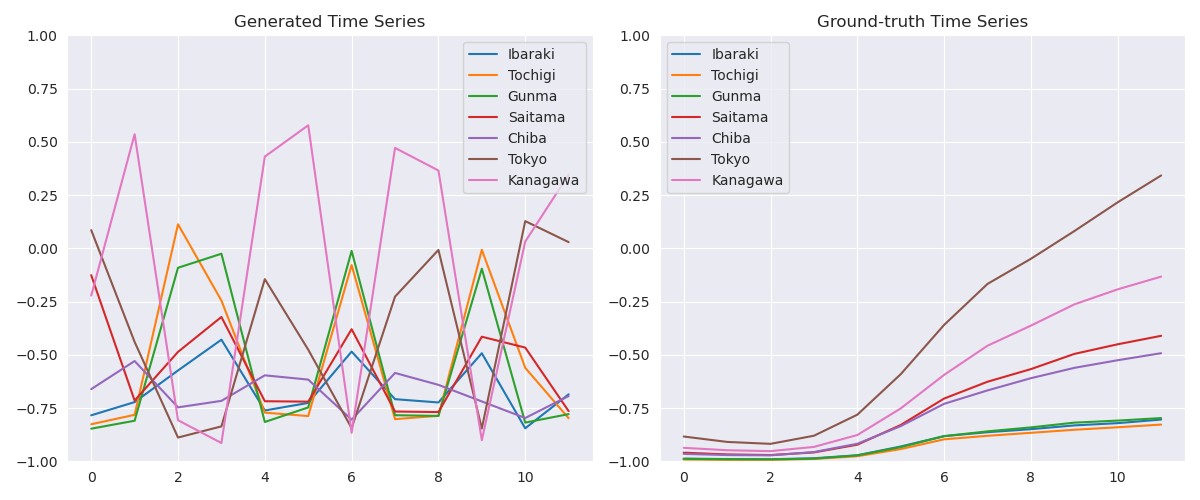 Generated Time Series
1.00
0.75
0.50
0.25
0.00
−0.25
−0.50
−0.75
−1.00
0 2 4 6 8 10
Ibaraki
Tochigi
Gunma
Saitama
Chiba
Tokyo
Kanagawa
Ground-truth Time Series
1.00
0.75
0.50
0.25
0.00
−0.25
−0.50
−0.75
−1.00
0 2 4 6 8 10
Ibaraki
Tochigi
Gunma
Saitama
Chiba
Tokyo
Kanagawa